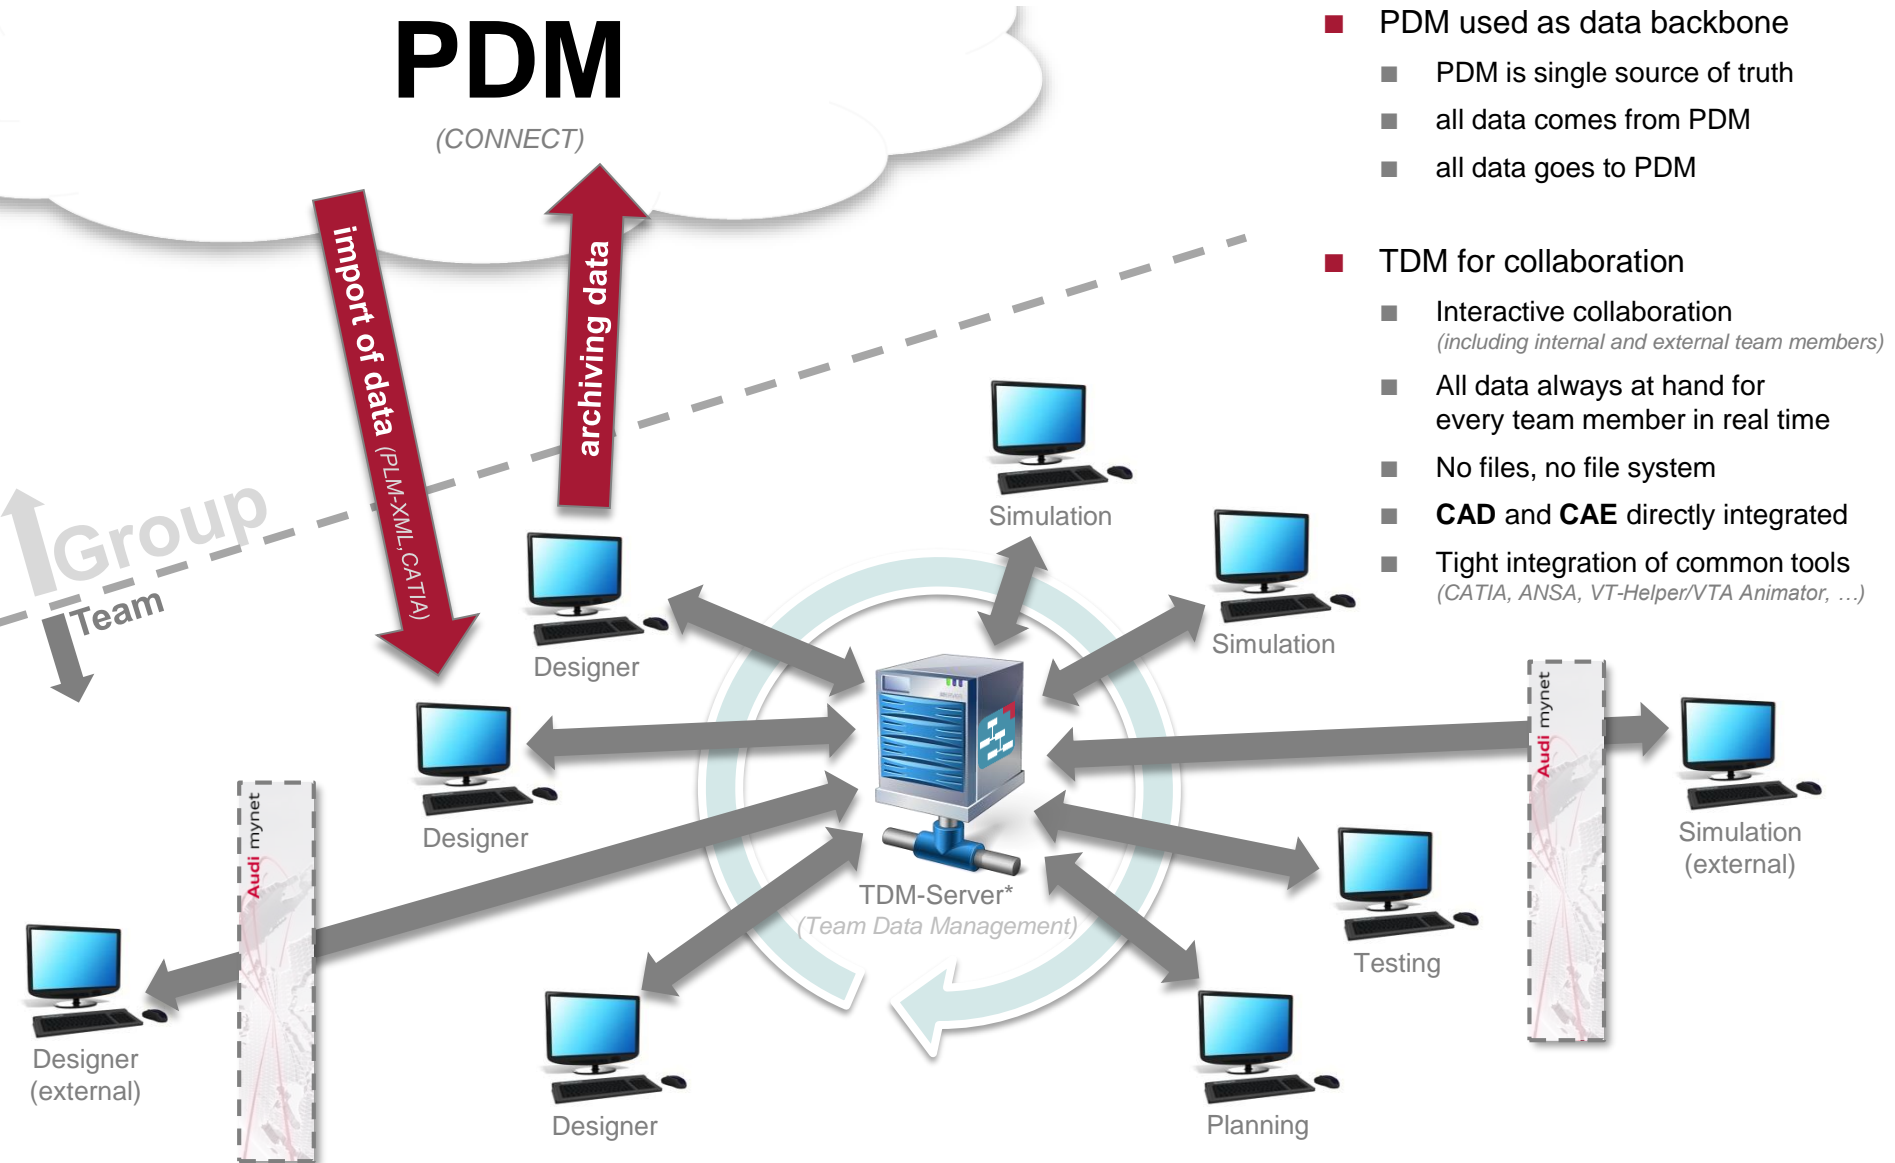 PDM
(CONNECT)
import of data (PLM-XML,CATIA)
archiving data
Group
Team
PDM used as data backbone
PDM is single source of truth
all data comes from PDM
all data goes to PDM
TDM for collaboration
Interactive collaboration
(including internal and external team members)
All data always at hand for
every team member in real time
No files, no file system
CAD and CAE directly integrated
Tight integration of common tools
(CATIA, ANSA, VT-Helper/VTA Animator, …)
Simulation
Simulation
Designer
Designer
Audi mynet
Audi mynet
Simulation
(external)
TDM-Server*
(Team Data Management)
Testing
Designer
(external)
Designer
Planning